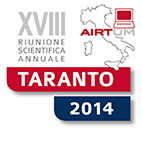 XVIII
RIUNIONE
SCIENTIFICA
ANNUALE
AIRTUM
TARANTO
2014